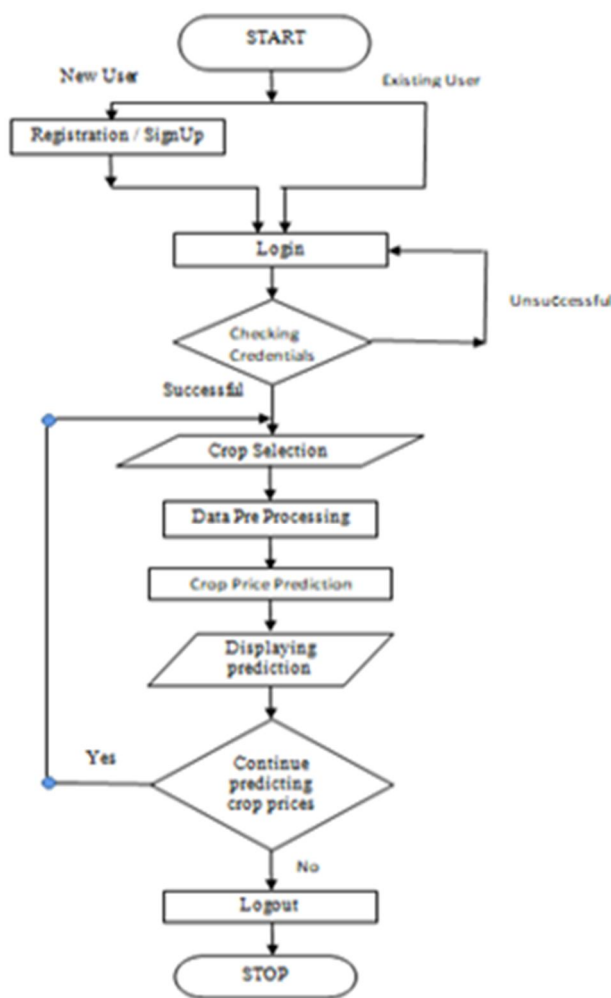 START
New User
Existing User
Registration / SignUp
Login
Unsuccessful
Checking
Credentials
Successful
Crop Selection
Data Pre Processing
Crop Price Prediction
Displaying
prediction
Yes
Continue
predicting
crop prices
No
Logout
STOP